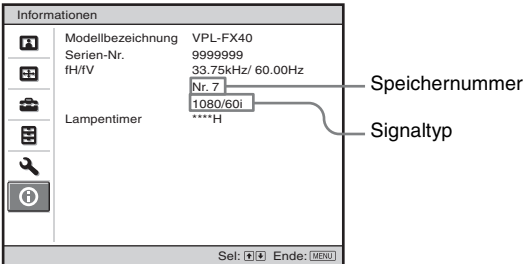 Informationen
Modellbezeichnung VPL-FX40
Serien-Nr. 9999999
fH/fV 33.75kHz/ 60.00Hz
Nr. 7
1080/60i
Lampentimer ****H
Sel: Ende: MENU
Speichernummer
Signaltyp